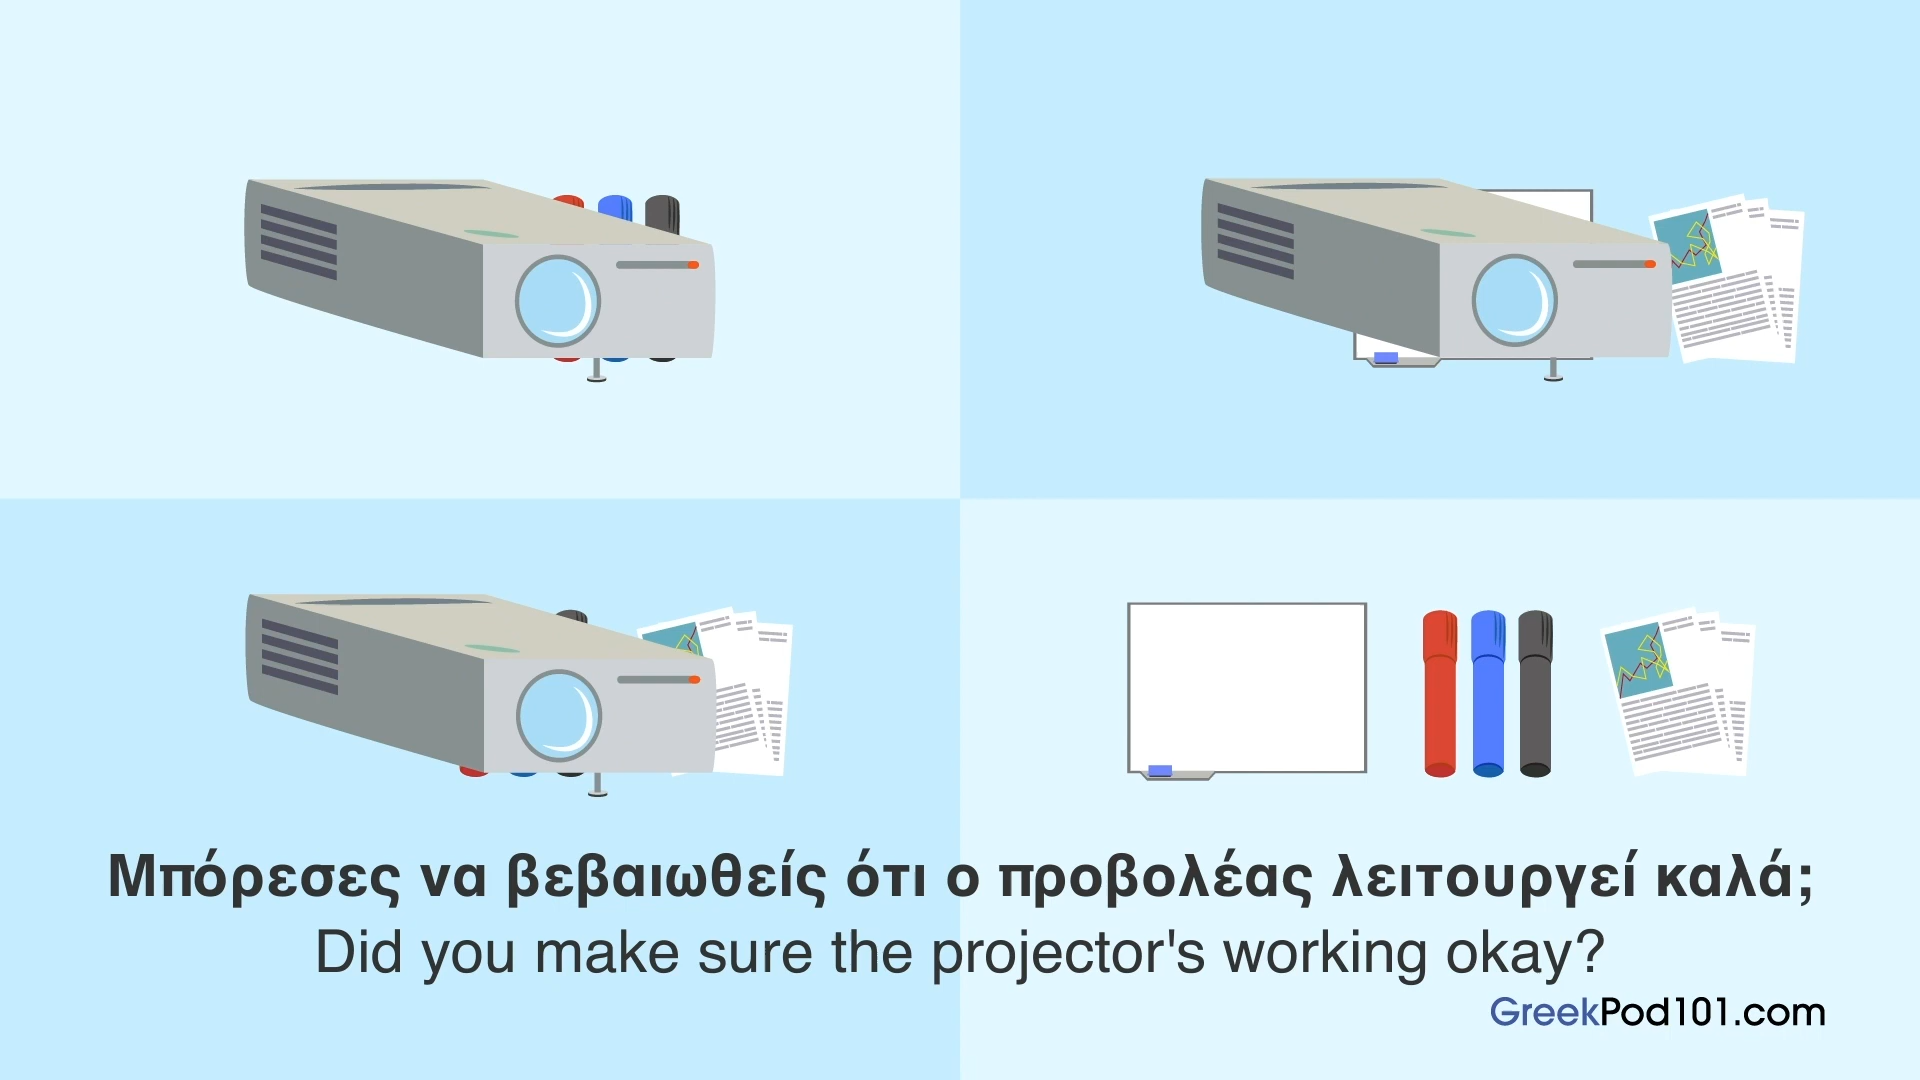 Μπόρεσες να βεβαιωθείς ότι ο προβολέας λειτουργεί καλά;
Did you make sure the projector's working okay?
GreekPod101.com